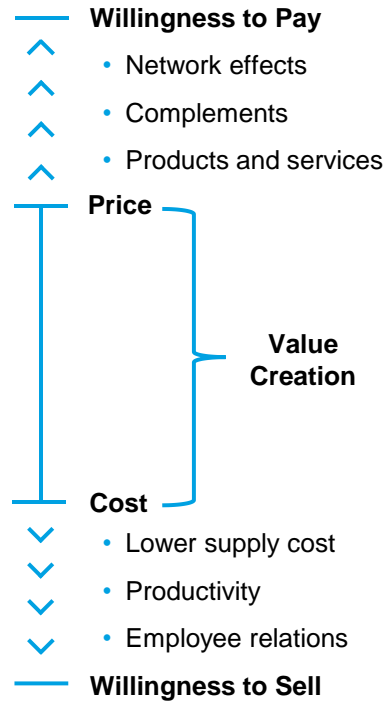 Willingness to Pay
• Network effects
• Complements
• Products and services
Price
Value
Creation
Cost
• Lower supply cost
• Productivity
• Employee relations
Willingness to Sell